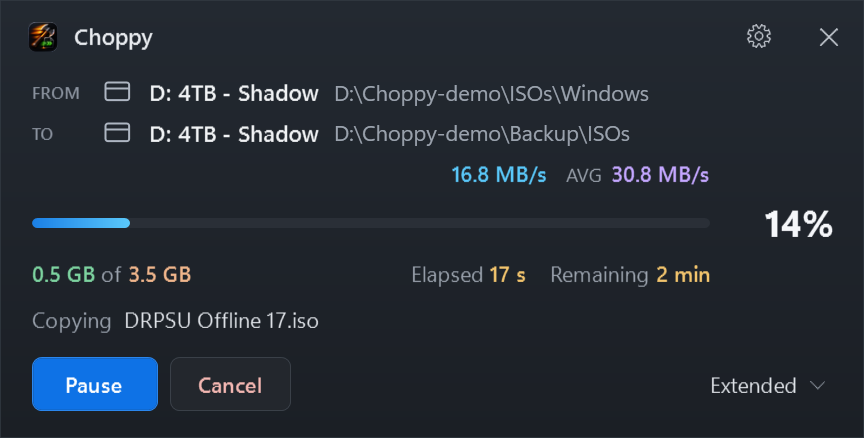 Choppy
FROM D: 4TB - Shadow D:\Choppy-demo\ISOs\Windows
TO D: 4TB - Shadow D:\Choppy-demo\Backup\ISOs
16.8 MB/s AVG 30.8 MB/s
14%
0.5 GB of 3.5 GB Elapsed 17 s Remaining 2 min
Copying DRPSU Offline 17.iso
Pause Cancel Extended